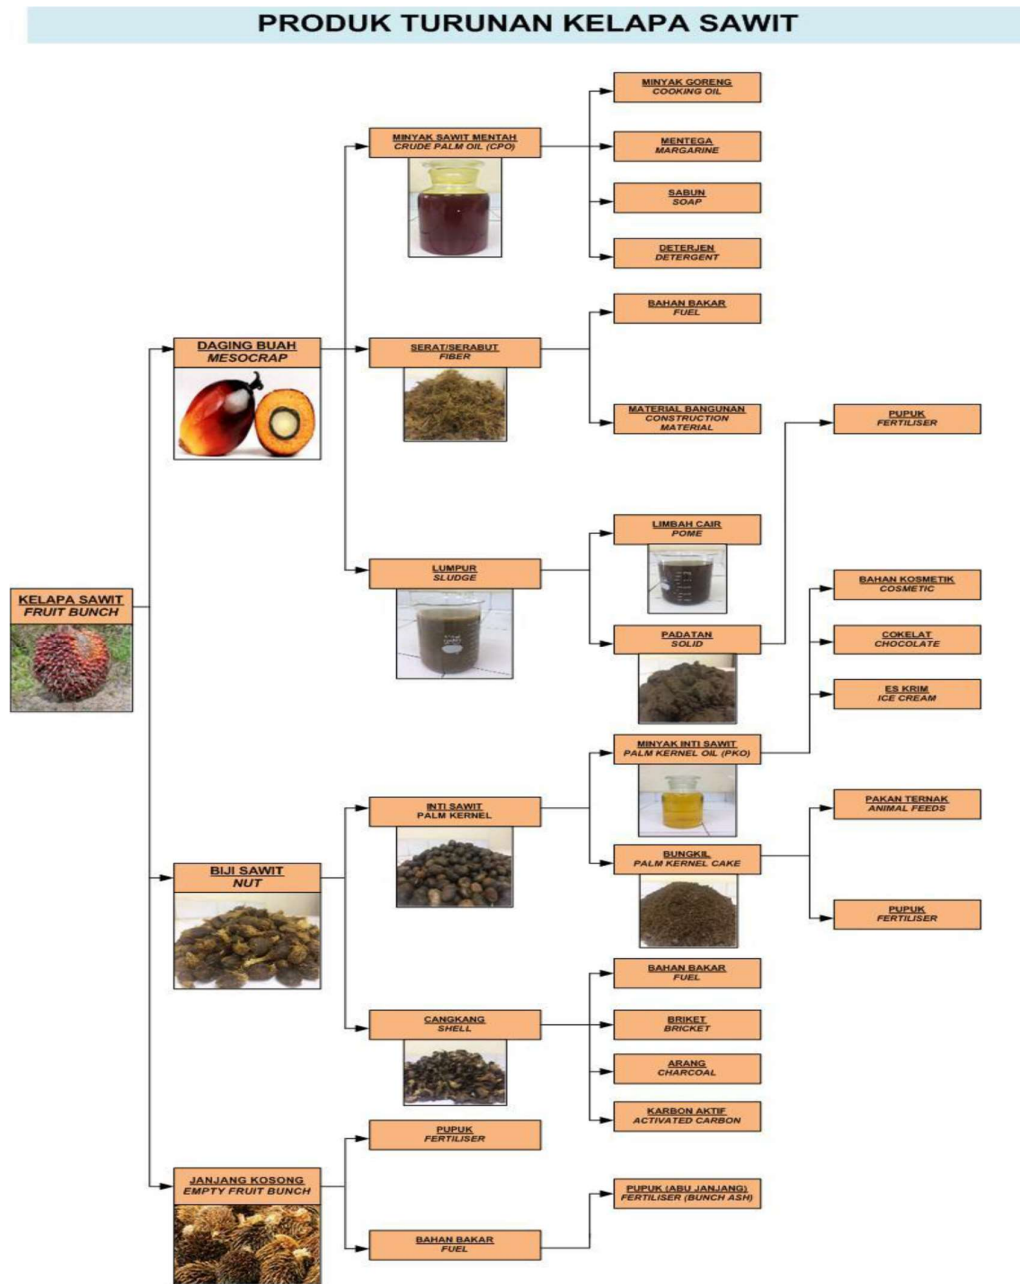 PRODUK TURUNAN KELAPA SAWIT
MINYAK GORENG
COOKING OIL
MINYAK SAWIT MENTAH
CRUDE PALM OIL (CPO)
MENTEGA
MARGARINE
SABUN
SOAP
DETERJEN
DETERGENT
BAHAN BAKAR
FUEL
DAGING BUAH
MESOCRAP
SERAT/SERABUT
FIBER
MATERIAL BANGUNAN
CONSTRUCTION
MATERIAL
PUPUK
FERTILISER
LIMBAH CAIR
POME
LUMPUR
SLUDGE
BAHAN KOSMETIK
COSMETIC
KELAPA SAWIT
FRUIT BUNCH
PADATAN
SOLID
COKELAT
CHOCOLATE
ES KRIM
ICE CREAM
MINYAK INTI SAWIT
PALM KERNEL OIL (PKO)
INTI SAWIT
PALM KERNEL
PAKAN TERNAK
ANIMAL FEEDS
BIJI SAWIT
NUT
BUNGKIL
PALM KERNEL CAKE
PUPUK
FERTILISER
BAHAN BAKAR
FUEL
CANGKANG
SHELL
BRIKET
BRICKET
ARANG
CHARCOAL
KARBON AKTIF
ACTIVATED CARBON
PUPUK
FERTILISER
JANJANG KOSONG
EMPTY FRUIT BUNCH
PUPUK (ABU JANJANG)
FERTILISER (BUNCH ASH)
BAHAN BAKAR
FUEL